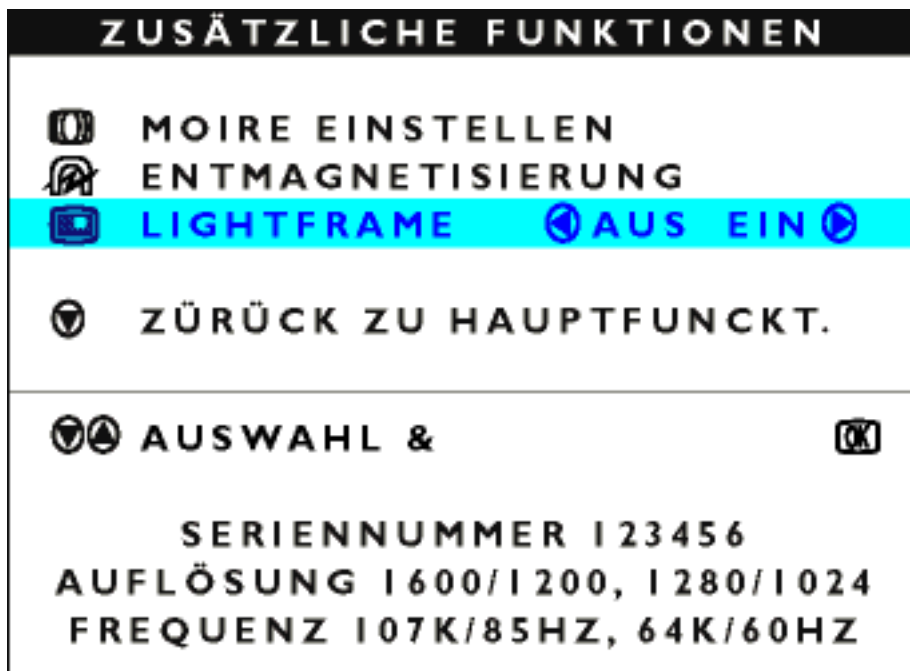 ZUSÄTZLICHE FUNKTIONEN
MOIRE EINSTELLEN
ENTMAGNETISIERUNG
LIGHTFRAME AUS EIN
ZÜRÜCK ZU HAUPTFUNCKT.
AUSWAHL & OK
SERIENNUMMER 123456
AUFLÖSUNG 1600/1200, 1280/1024
FREQUENZ 107K/85HZ, 64K/60HZ